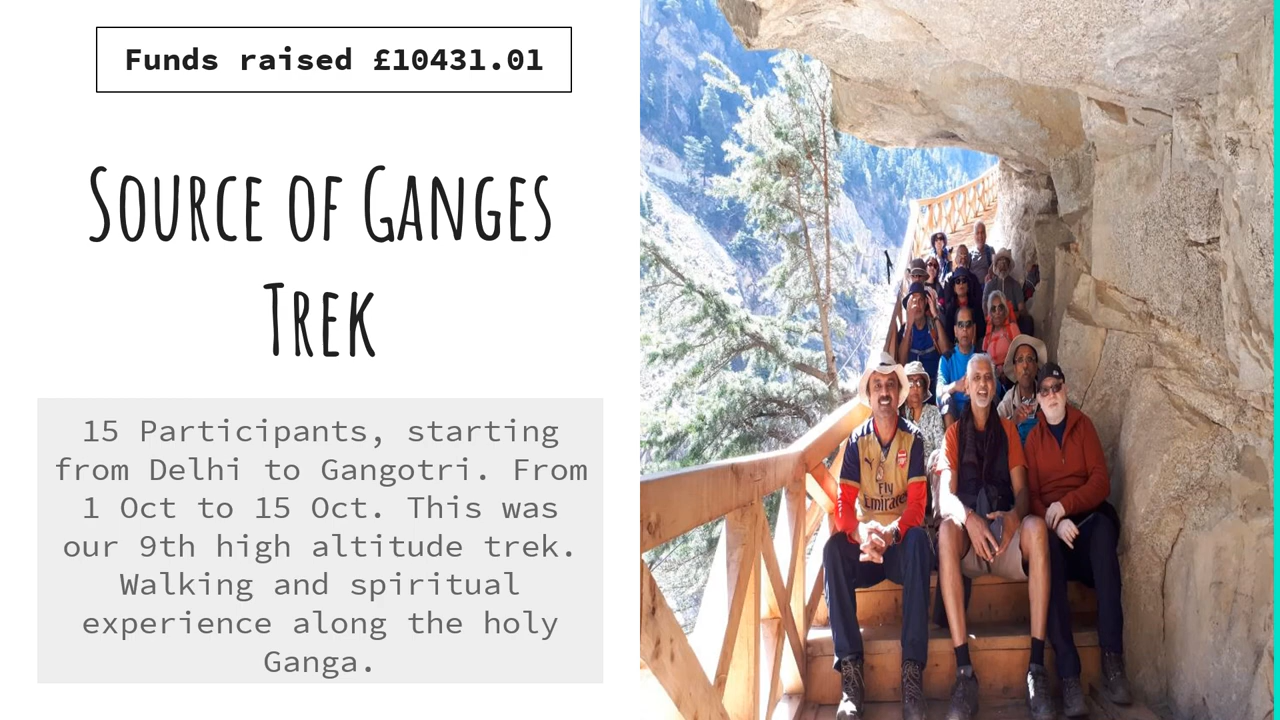 Funds raised £10431.01
Source of Ganges
Trek
15 Participants, starting
from Delhi to Gangotri. From
1 Oct to 15 Oct. This was
our 9th high altitude trek.
Walking and spiritual
experience along the holy
Ganga.
Fly
Emirates